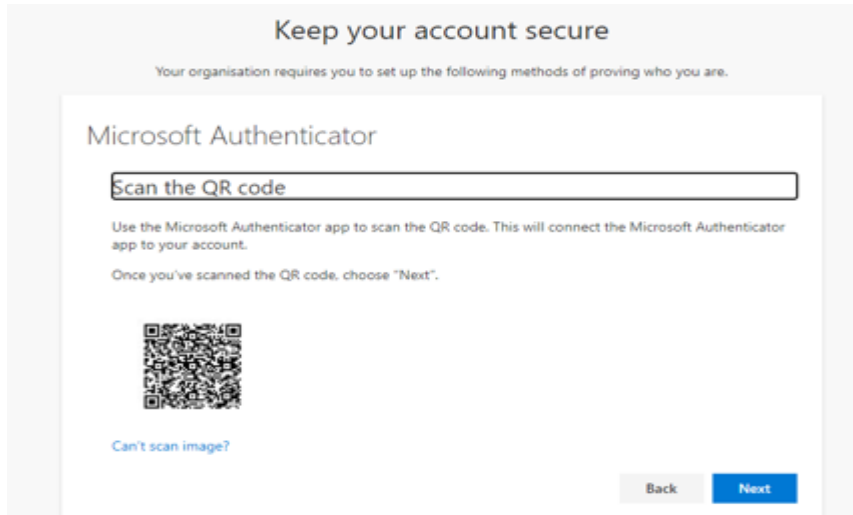 Keep your account secure
Your organisation requires you to set up the following methods of proving who you are.
Microsoft Authenticator
Scan the QR code
Use the Microsoft Authenticator app to scan the QR code. This will connect the Microsoft Authenticator
app to your account.
Once you've scanned the QR code, choose "Next".
Can't scan image?
Back
Next